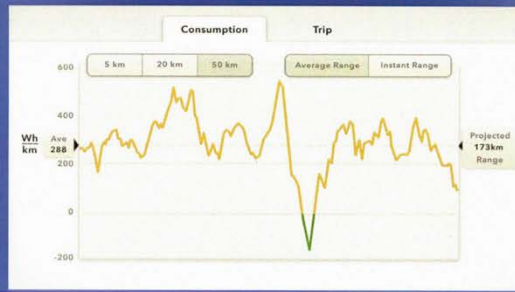 Consumption Trip
5 km 20 km 50 km Average Range Instant Range
600
400
Wh
km
Ave
288
200
0
-200
Projected
173km
Range